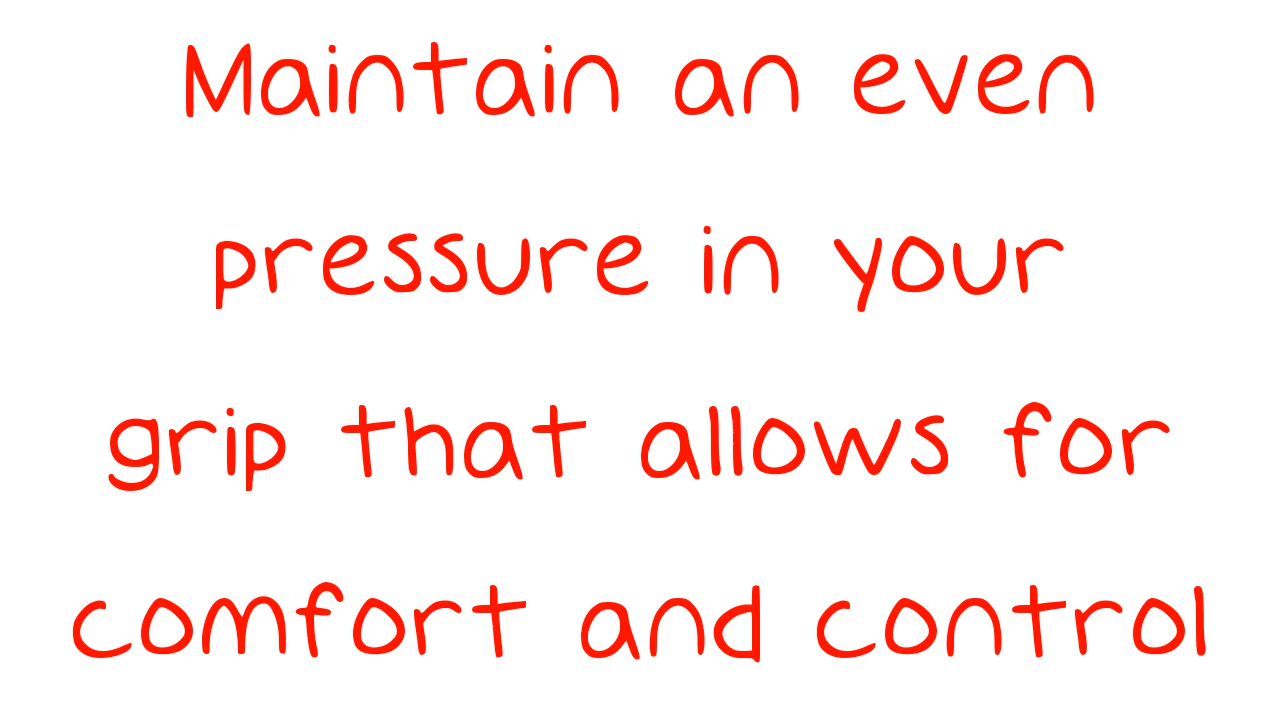 Maintain an even
pressure in your
grip that allows for
comfort and control